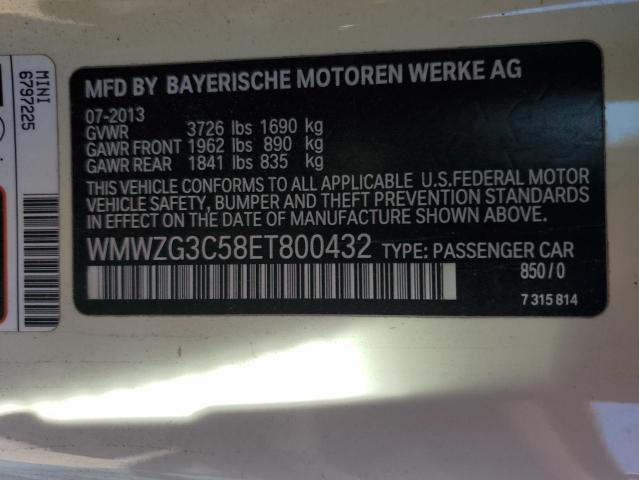 MINI
6797225
MFD BY BAYERISCHE MOTOREN WERKE AG
07-2013
GVWR 3726 lbs 1690 kg
GAWR FRONT 1962 lbs 890 kg
GAWR REAR 1841 lbs 835 kg
THIS VEHICLE CONFORMS TO ALL APPLICABLE U.S.FEDERAL MOTOR
VEHICLE SAFETY, BUMPER AND THEFT PREVENTION STANDARDS
IN EFFECT ON THE DATE OF MANUFACTURE SHOWN ABOVE.
WMWZG3C58ET800432 TYPE: PASSENGER CAR
850/0
7 315 814